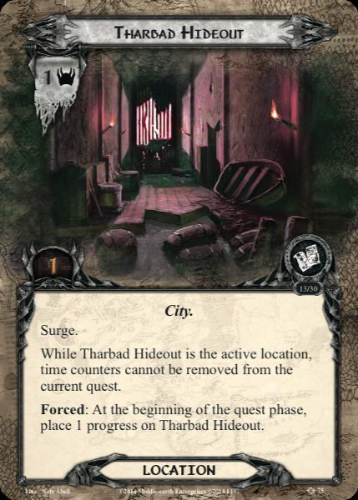 Tharbad Hideout
1
1
13/30
City.
Surge.
While Tharbad Hideout is the active location,
time counters cannot be removed from the
current quest.
Forced: At the beginning of the quest phase,
place 1 progress on Tharbad Hideout.
LOCATION